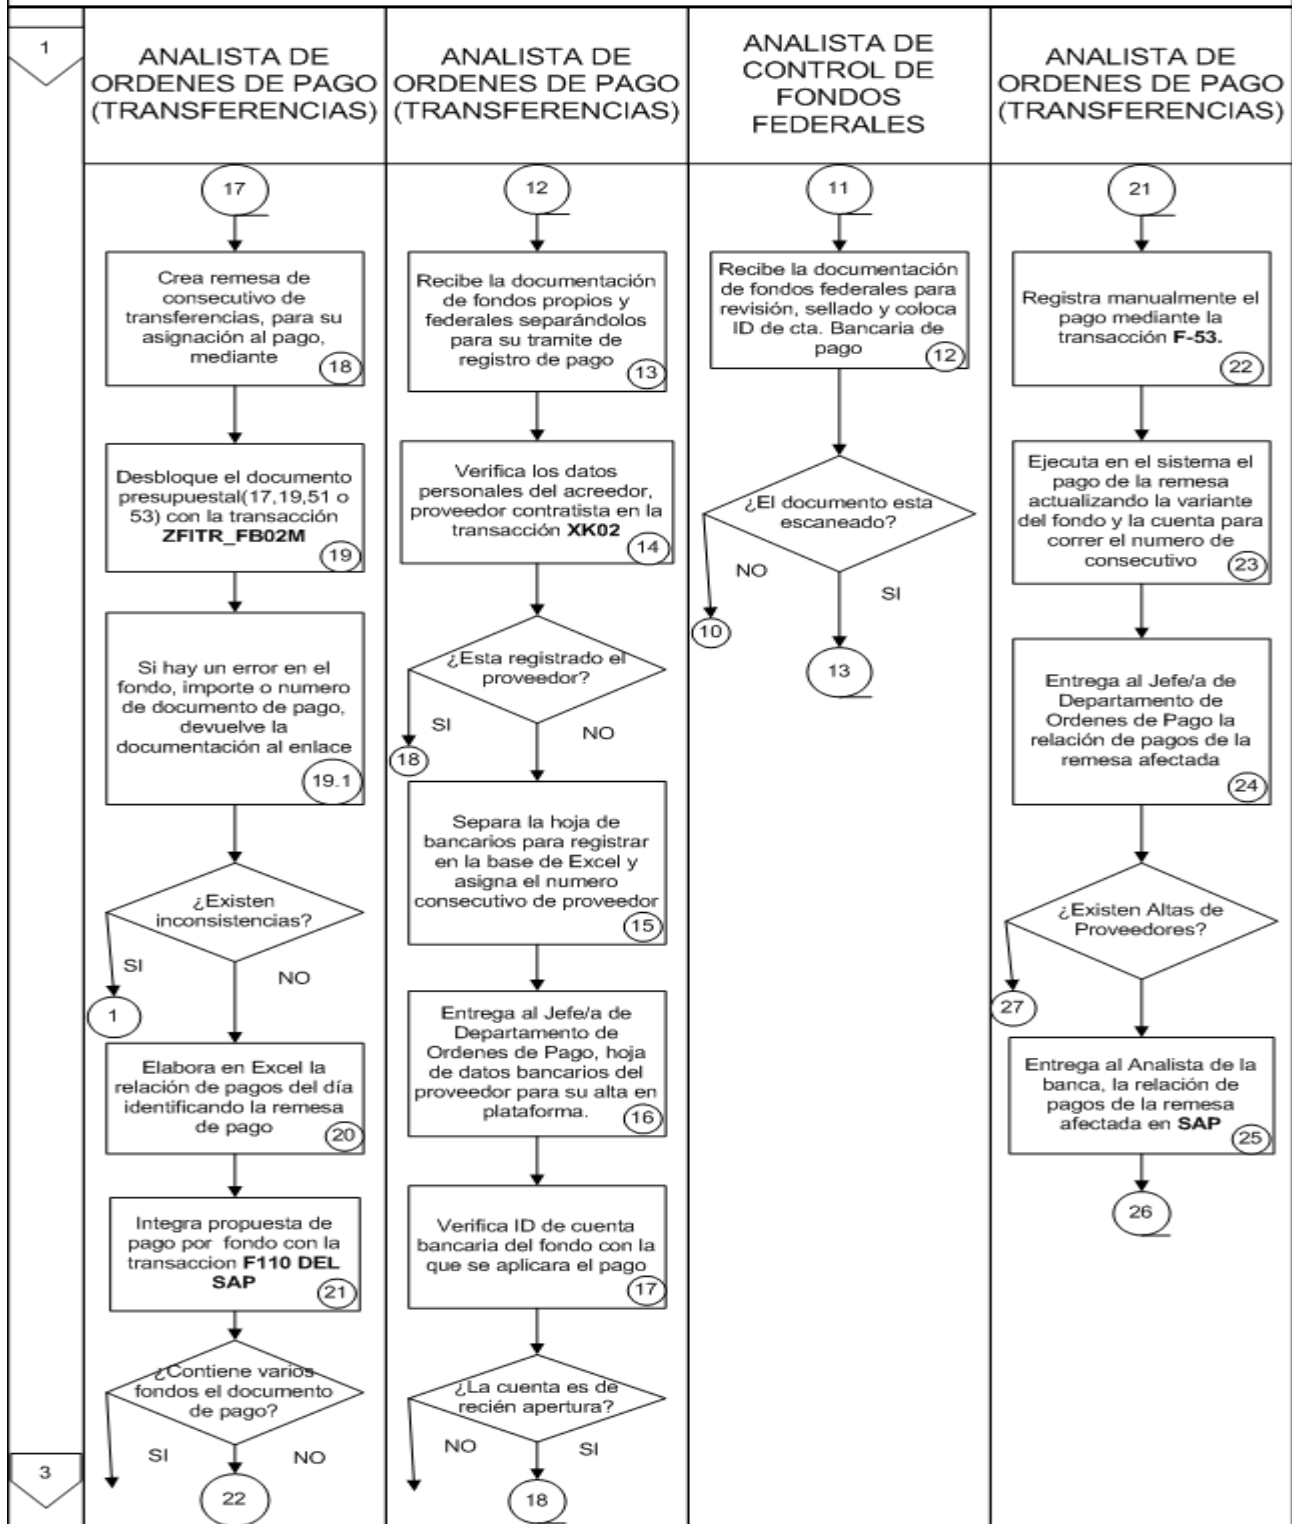 1
ANALISTA DE
ORDENES DE PAGO
(TRANSFERENCIAS)
ANALISTA DE
ORDENES DE PAGO
(TRANSFERENCIAS)
ANALISTA DE
CONTROL DE
FONDOS
FEDERALES
ANALISTA DE
ORDENES DE PAGO
(TRANSFERENCIAS)
17
Crea remesa de
consecutivo de
transferencias, para su
asignación al pago,
mediante
18
Desbloque el documento
presupuestal(17,19,51 o
53) con la transacción
ZFITR_FB02M
19
Si hay un error en el
fondo, importe o numero
de documento de pago,
devuelve la
documentación al enlace
19.1
¿Existen
inconsistencias?
SI
NO
1
Elabora en Excel la
relación de pagos del día
identificando la remesa
de pago
20
Integra propuesta de
pago por fondo con la
transaccion F110 DEL
SAP
21
¿Contiene varios
fondos el documento
de pago?
SI
NO
22
12
Recibe la documentación
de fondos propios y
federales separándolos
para su tramite de
registro de pago
13
Verifica los datos
personales del acreedor,
proveedor contratista en la
transacción XK02
14
¿Esta registrado el
proveedor?
SI
NO
18
Separa la hoja de
bancarios para registrar
en la base de Excel y
asigna el numero
consecutivo de proveedor
15
Entrega al Jefe/a de
Departamento de
Ordenes de Pago, hoja
de datos bancarios del
proveedor para su alta en
plataforma.
16
Verifica ID de cuenta
bancaria del fondo con la
que se aplicara el pago
17
¿La cuenta es de
recién apertura?
NO
SI
18
11
Recibe la documentación
de fondos federales para
revisión, sellado y coloca
ID de cta. Bancaria de
pago
12
¿El documento esta
escaneado?
NO
SI
10
13
21
Registra manualmente el
pago mediante la
transacción F-53.
22
Ejecuta en el sistema el
pago de la remesa
actualizando la variante
del fondo y la cuenta para
correr el numero de
consecutivo
23
Entrega al Jefe/a de
Departamento de
Ordenes de Pago la
relación de pagos de la
remesa afectada
24
¿Existen Altas de
Proveedores?
27
Entrega al Analista de la
banca, la relación de
pagos de la remesa
afectada en SAP
25
26
3